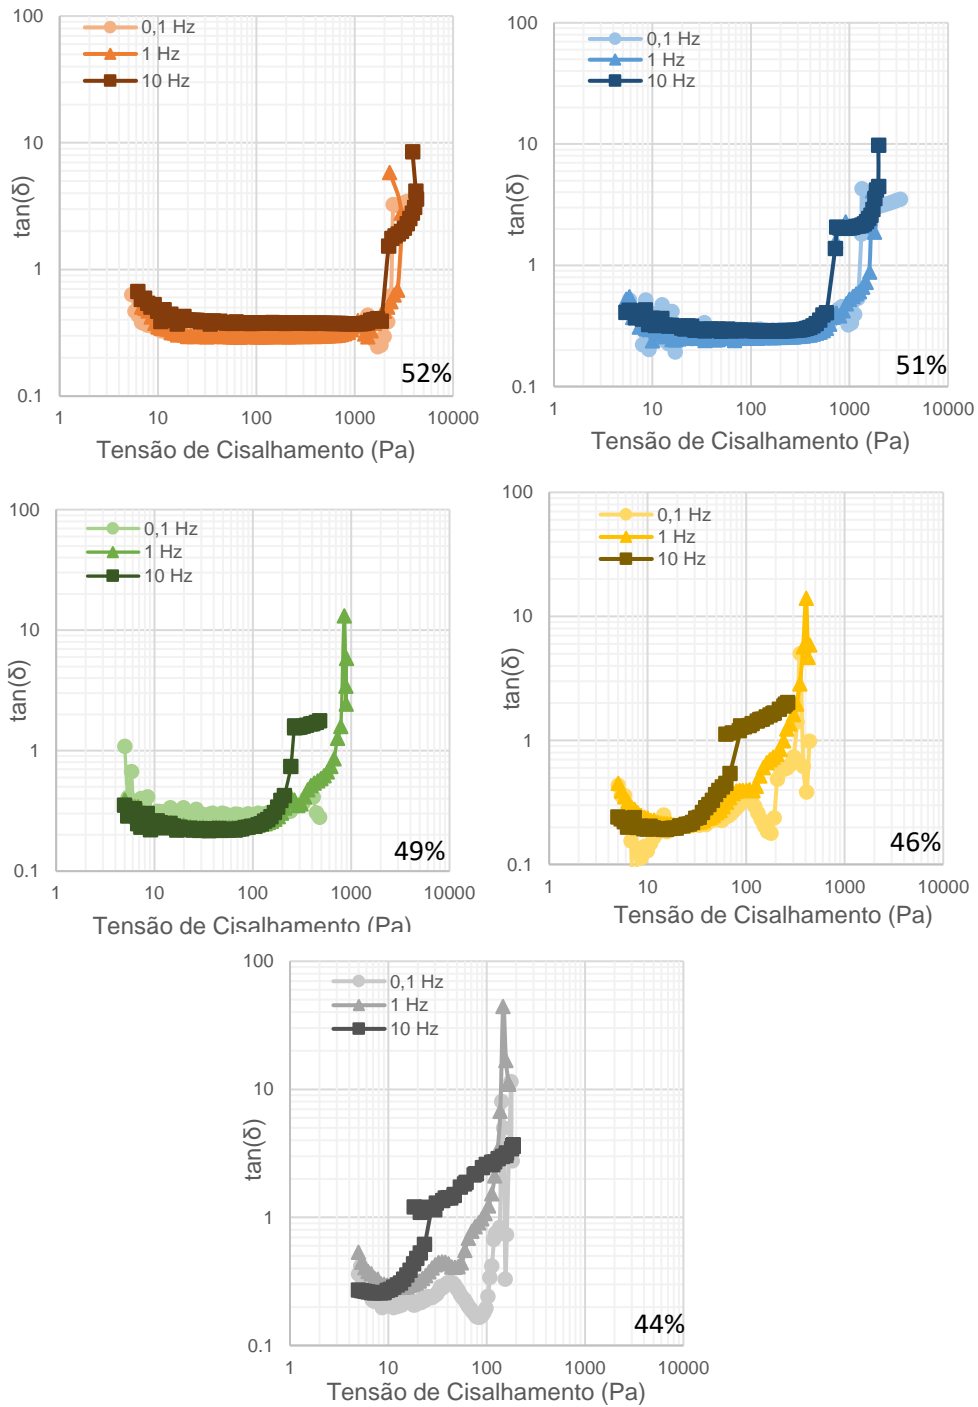 100
10
1
0.1
tan(δ)
0,1 Hz
1 Hz
10 Hz
52%
1 10 100 1000 10000
Tensão de Cisalhamento (Pa)
100
10
1
0.1
tan(δ)
0,1 Hz
1 Hz
10 Hz
51%
1 10 100 1000 10000
Tensão de Cisalhamento (Pa)
100
10
1
0.1
tan(δ)
0,1 Hz
1 Hz
10 Hz
49%
1 10 100 1000 10000
Tensão de Cisalhamento (Pa)
100
10
1
0.1
tan(δ)
0,1 Hz
1 Hz
10 Hz
46%
1 10 100 1000 10000
Tensão de Cisalhamento (Pa)
100
10
1
0.1
tan(δ)
0,1 Hz
1 Hz
10 Hz
44%
1 10 100 1000 10000
Tensão de Cisalhamento (Pa)